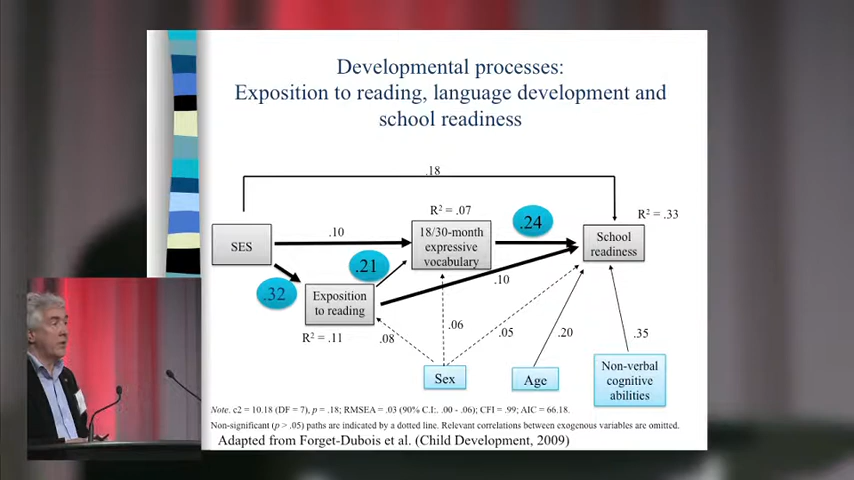 Developmental processes:
Exposition to reading, language development and
school readiness
.18
R² = .07
R² = .33
SES
.10
18/30-month
expressive
vocabulary
.24
School
readiness
.21
.32
Exposition
to reading
.10
R² = .11
.08
.06
.05
.20
.35
Sex
Age
Non-verbal
cognitive
abilities
Note. c2 = 10.18 (DF = 7), p = .18; RMSEA = .03 (90% C.I.: .00 - .06); CFI = .99; AIC = 66.18.
Non-significant (p > .05) paths are indicated by a dotted line. Relevant correlations between exogenous variables are omitted.
Adapted from Forget-Dubois et al. (Child Development, 2009)